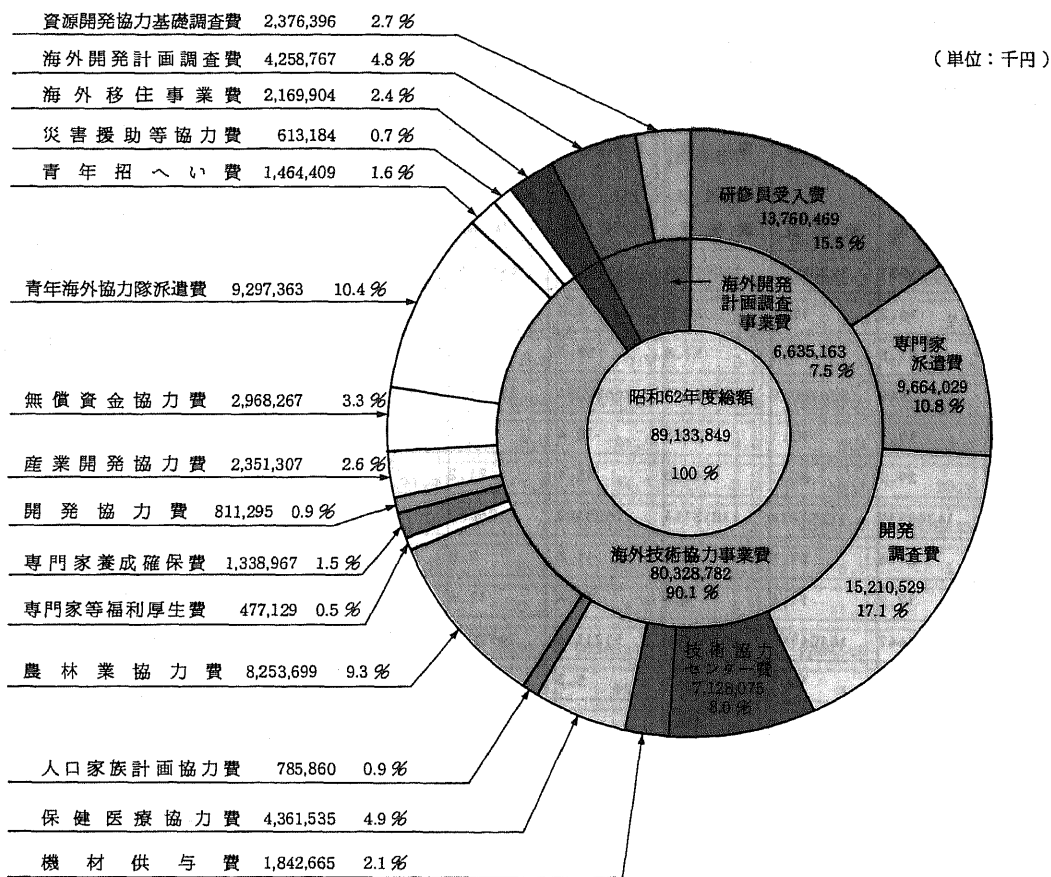 資源開発協力基礎調査費 2,376,396 2.7 %
海外開発計画調査費 4,258,767 4.8 %
海外移住事業費 2,169,904 2.4 %
災害援助等協力費 613,184 0.7 %
青年招へい費 1,464,409 1.6 %
青年海外協力隊派遣費 9,297,363 10.4 %
無償資金協力費 2,968,267 3.3 %
産業開発協力費 2,351,307 2.6 %
開発協力費 811,295 0.9 %
専門家養成確保費 1,338,967 1.5 %
専門家等福利厚生費 477,129 0.5 %
農林業協力費 8,253,699 9.3 %
人口家族計画協力費 785,860 0.9 %
保健医療協力費 4,361,535 4.9 %
機材供与費 1,842,665 2.1 %
(単位：千円)
研修員受入費
13,760,469
15.5 %
専門家
派遣費
9,664,029
10.8 %
開発
調査費
15,210,529
17.1 %
技術協力
センター費
7,128,075
8.0 %
海外開発
計画調査
事業費
6,635,163
7.5 %
昭和62年度総額
89,133,849
100 %
海外技術協力事業費
80,328,782
90.1 %